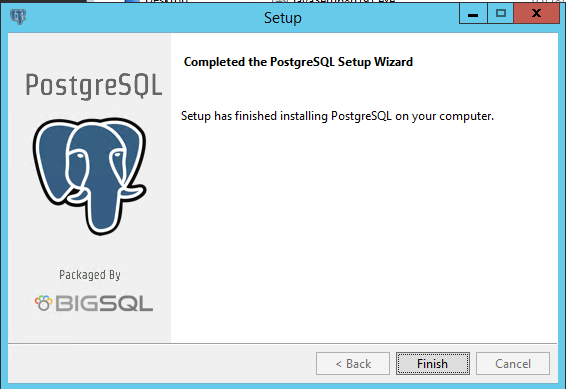 Setup
PostgreSQL
Packaged By
BIGSQL
Completed the PostgreSQL Setup Wizard
Setup has finished installing PostgreSQL on your computer.
< Back
Finish
Cancel